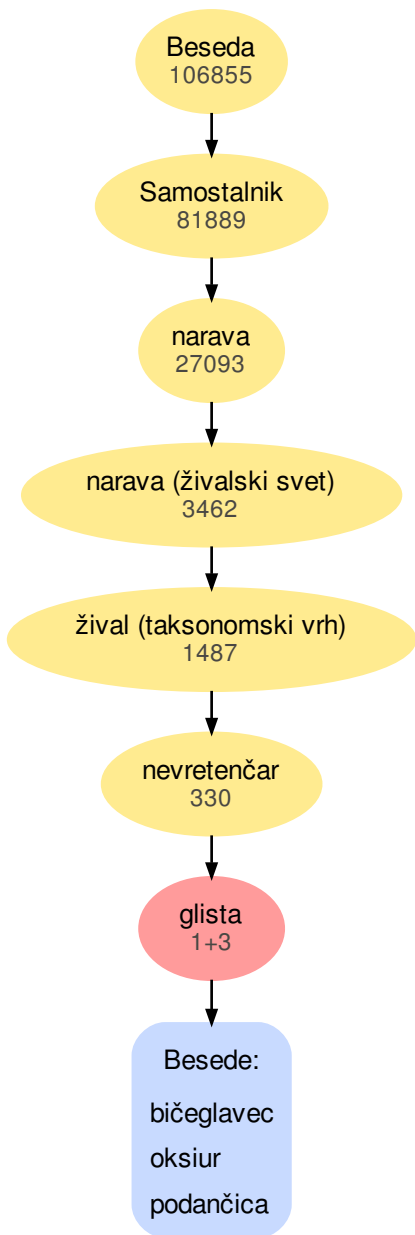 Beseda
106855
Samostalnik
81889
narava
27093
narava (živalski svet)
3462
žival (taksonomski vrh)
1487
nevretenčar
330
glista
1+3
Besede:
bičeglavec
oksiur
podančica